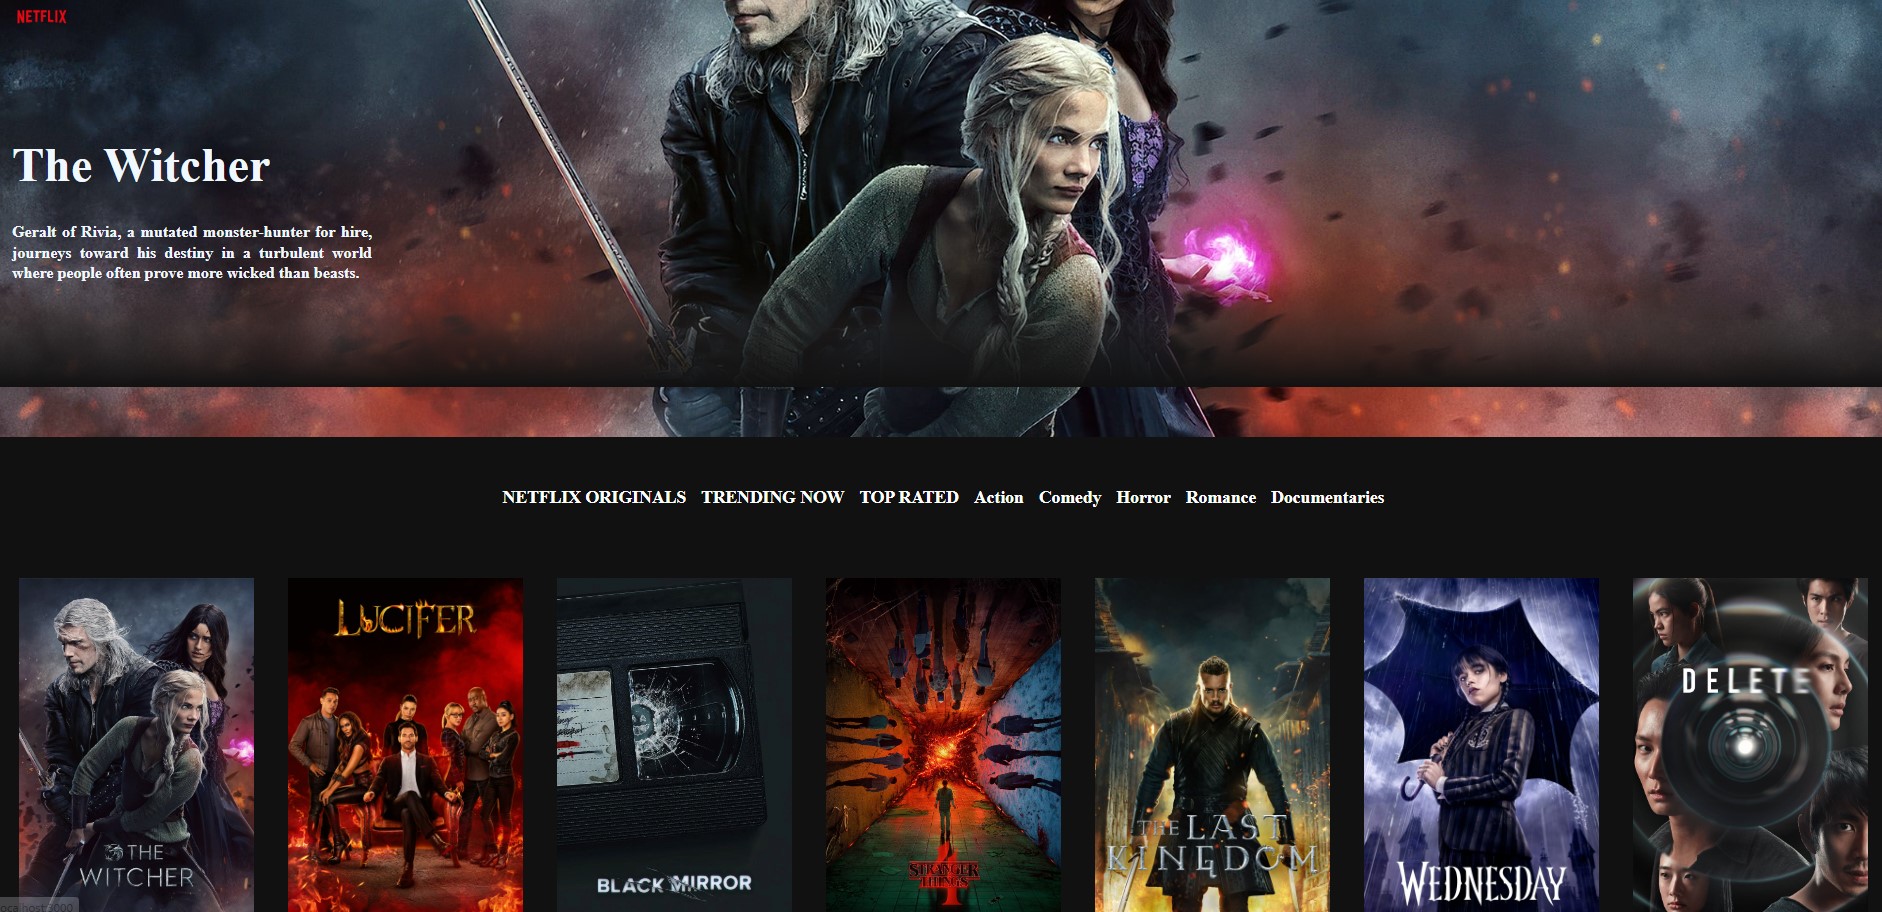 NETFLIX
The Witcher
Geralt of Rivia, a mutated monster-hunter for hire,
journeys toward his destiny in a turbulent world
where people often prove more wicked than beasts.
NETFLIX ORIGINALS TRENDING NOW TOP RATED Action Comedy Horror Romance Documentaries
THE
WITCHER
LUCIFER
BLACK MIRROR
STRANGER
THINGS
4
THE LAST
KINGDOM
WEDNESDAY
DELETE
ocalhost:3000